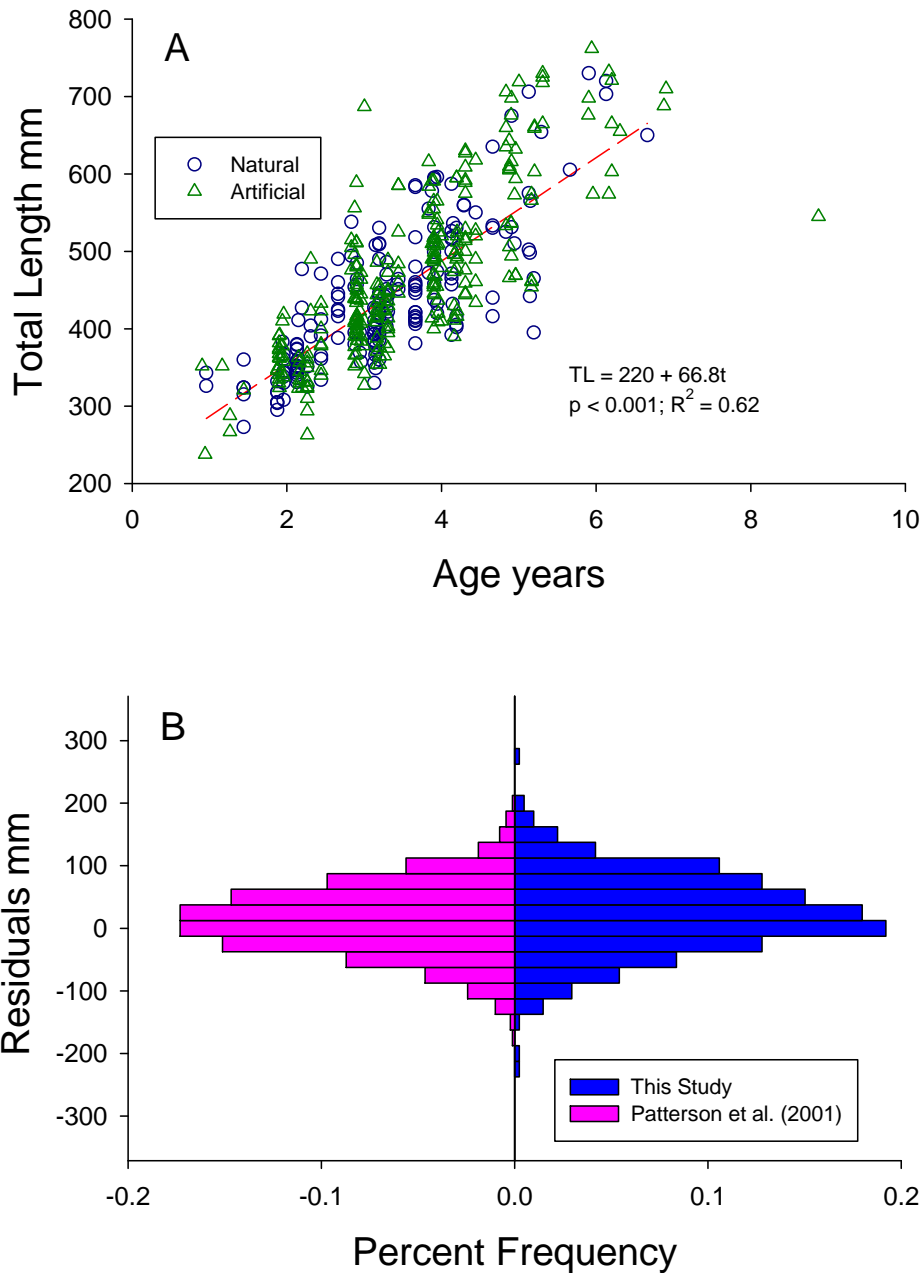 A
800
700
600
500
400
300
200
Total Length mm
Natural
Artificial
TL = 220 + 66.8t
p < 0.001; R² = 0.62
0 2 4 6 8 10
Age years
B
300
200
100
0
-100
-200
-300
Residuals mm
This Study
Patterson et al. (2001)
-0.2 -0.1 0.0 0.1 0.2
Percent Frequency